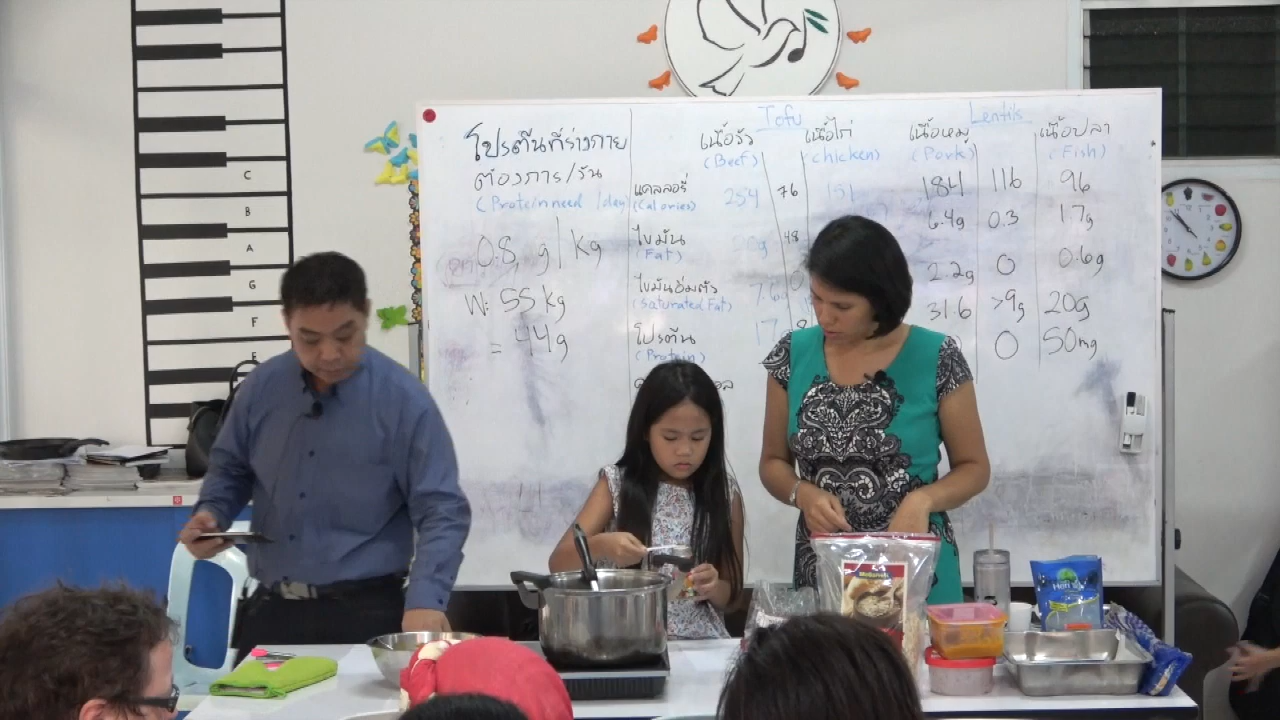 C
B
A
G
F
E
โปรตีนที่ร่างกาย
ต้องการ/วัน
(Protein need /day)
0.8 g/kg
W: 55 kg
= 44g
Tofu Lentils
เนื้อวัว เนื้อไก่ เนื้อหมู เนื้อปลา
(Beef) (chicken) (Pork) (Fish)
แคลลอรี่ 254 76 151 184 116 96
(Calories)
ไขมัน 20g 48 6.4g 0.3 1.7g
(Fat)
ไขมันอิ่มตัว 7.6 2.2g 0 0.6g
(Saturated Fat)
โปรตีน 17 8 31.6 >9g 20g
(Protein)
0 50mg